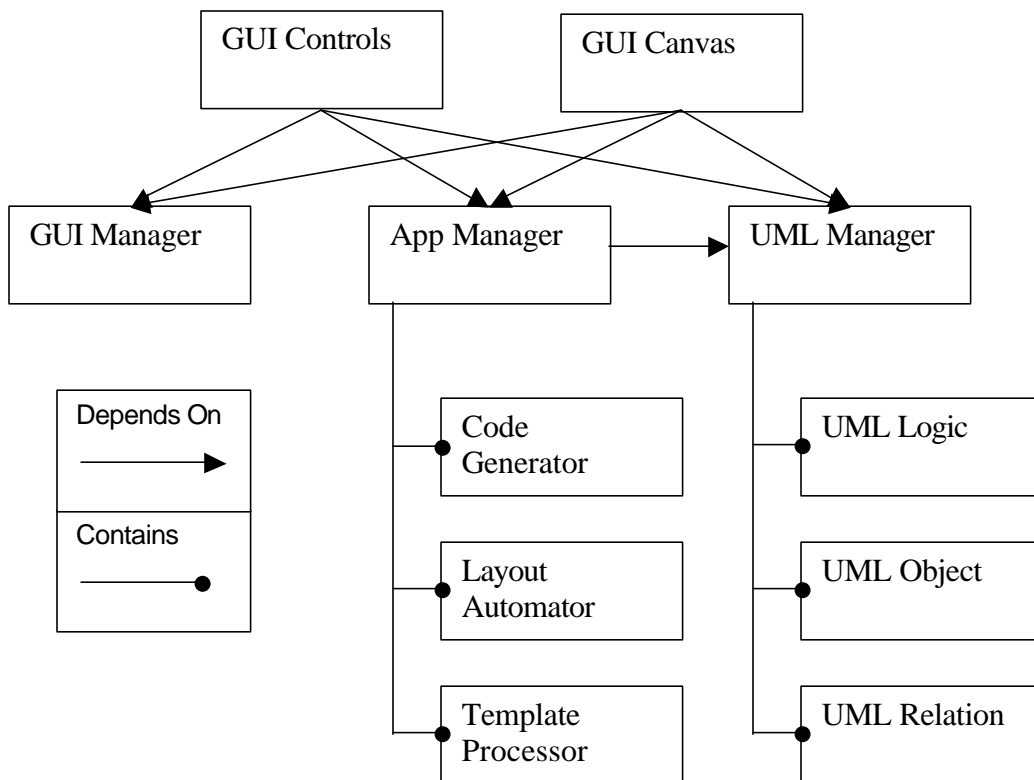 GUI Controls
GUI Canvas
GUI Manager
App Manager
UML Manager
Depends On
Contains
Code
Generator
Layout
Automator
Template
Processor
UML Logic
UML Object
UML Relation